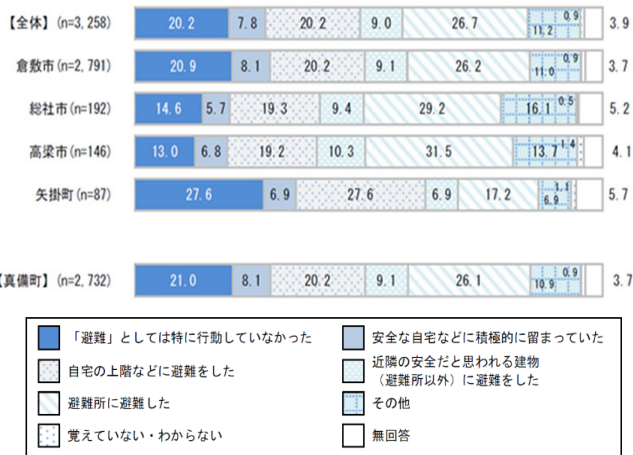 【全体】(n=3,258) 20.2 7.8 20.2 9.0 26.7 11.2 0.9 3.9
倉敷市(n=2,791) 20.9 8.1 20.2 9.1 26.2 11.0 0.9 3.7
総社市(n=192) 14.6 5.7 19.3 9.4 29.2 16.1 0.5 5.2
高梁市(n=146) 13.0 6.8 19.2 10.3 31.5 13.7 1.4 4.1
矢掛町(n=87) 27.6 6.9 27.6 6.9 17.2 6.9 1.1 5.7
【真備町】(n=2,732) 21.0 8.1 20.2 9.1 26.1 10.9 0.9 3.7
「避難」としては特に行動していなかった
安全な自宅などに積極的に留まっていた
自宅の上階などに避難をした
近隣の安全だと思われる建物
（避難所以外）に避難をした
避難所に避難した
その他
覚えていない・わからない
無回答